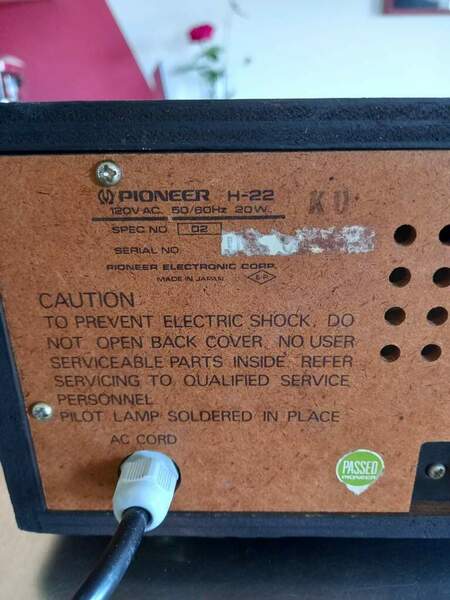 PIONEER H-22 KU
120V AC. 50/60Hz 20W.
SPEC NO 02
SERIAL NO.
PIONEER ELECTRONIC CORP.
MADE IN JAPAN
CAUTION
TO PREVENT ELECTRIC SHOCK, DO
NOT OPEN BACK COVER. NO USER
SERVICEABLE PARTS INSIDE. REFER
SERVICING TO QUALIFIED SERVICE
PERSONNEL
PILOT LAMP SOLDERED IN PLACE
AC CORD
PASSED
PIONEER